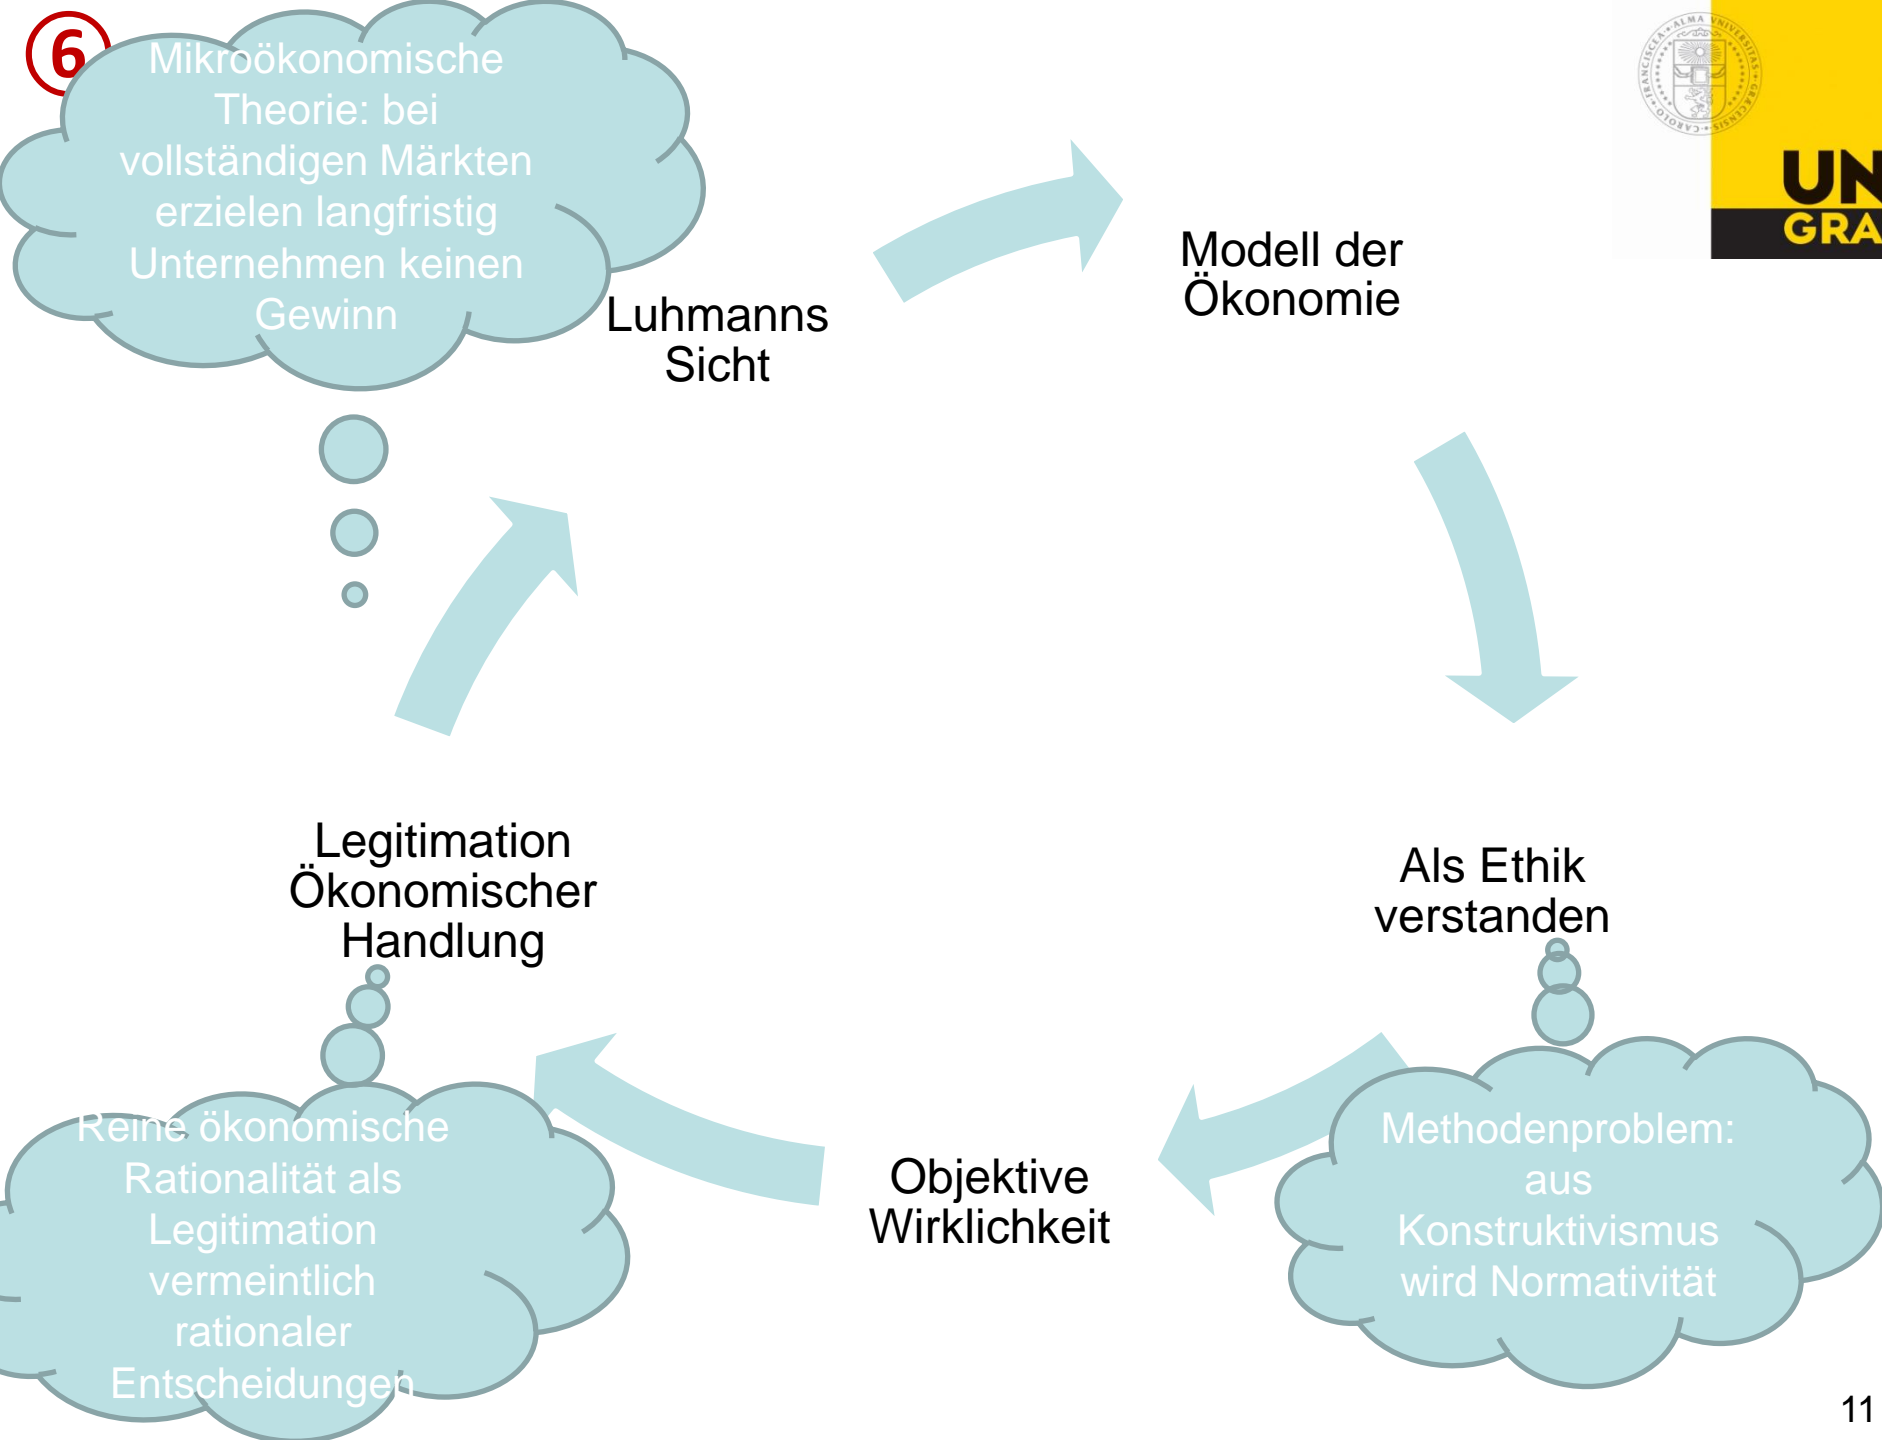 ⑥
Mikroökonomische
Theorie: bei
vollständigen Märkten
erzielen langfristig
Unternehmen keinen
Gewinn
Luhmanns
Sicht
Modell der
Ökonomie
UN
GRA
Legitimation
Ökonomischer
Handlung
Als Ethik
verstanden
Reine ökonomische
Rationalität als
Legitimation
vermeintlich
rationaler
Entscheidungen
Objektive
Wirklichkeit
Methodenproblem:
aus
Konstruktivismus
wird Normativität
11